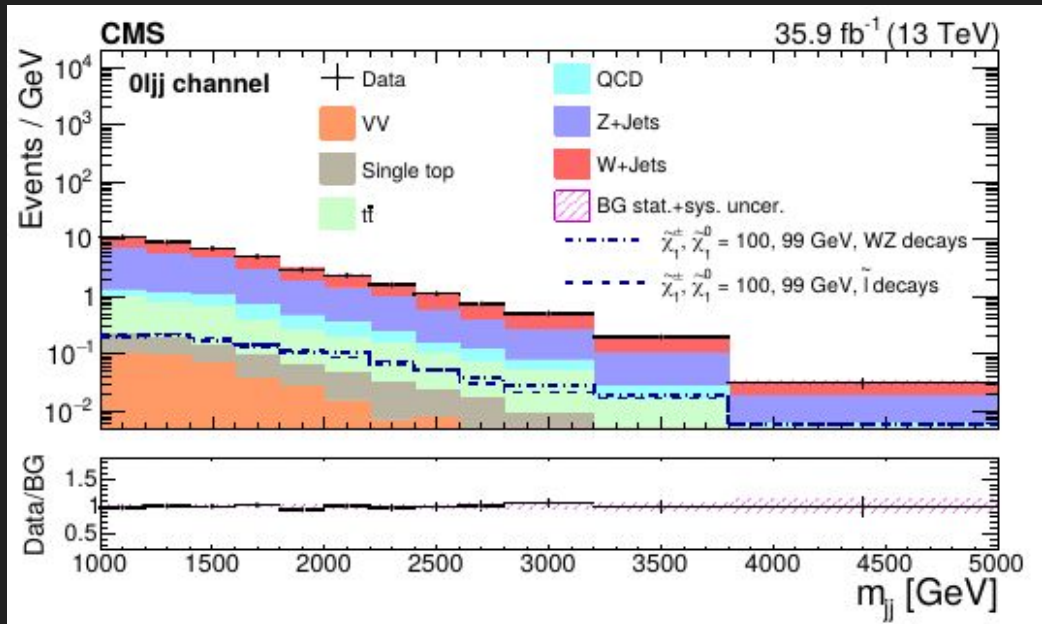 CMS 35.9 fb⁻¹ (13 TeV)
0ljj channel
Data
VV
Single top
tt̄
QCD
Z+Jets
W+Jets
BG stat.+sys. uncer.
χ̃₁±, χ̃₁⁰ = 100, 99 GeV, WZ decays
χ̃₁±, χ̃₁⁰ = 100, 99 GeV, l̃ decays
Events / GeV
10⁴
10³
10²
10
1
10⁻¹
10⁻²
Data/BG
1.5
1
0.5
1000 1500 2000 2500 3000 3500 4000 4500 5000
m_jj [GeV]